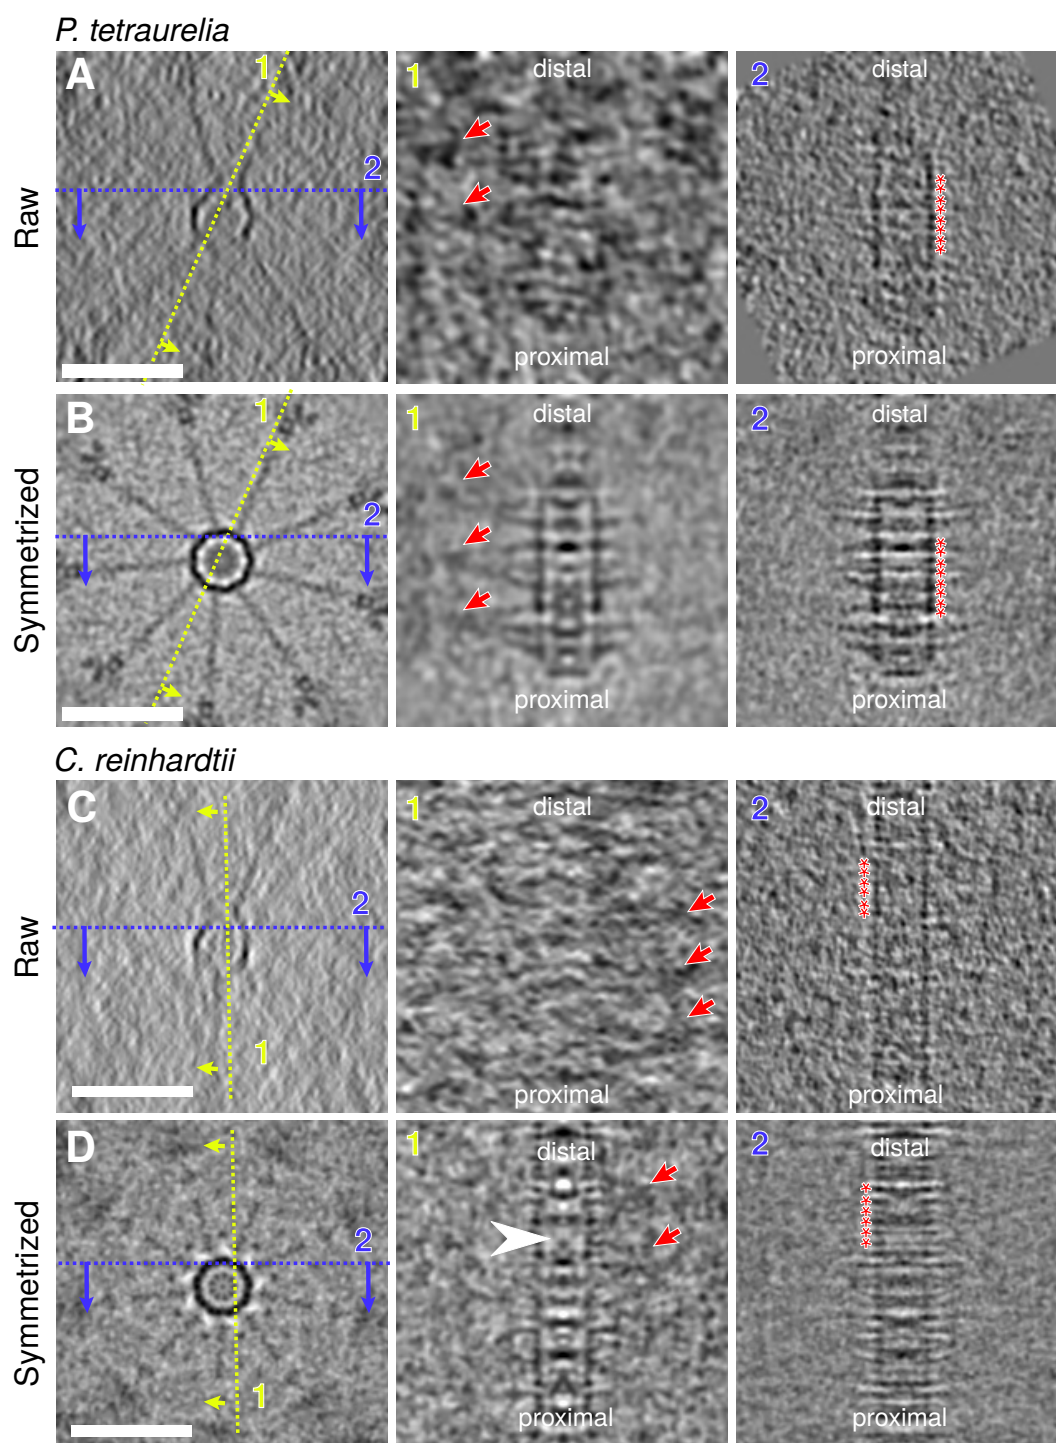 P. tetraurelia
Raw
A
1
2
1
distal
proximal
2
distal
proximal
*******
Symmetrized
B
1
2
1
distal
proximal
2
distal
proximal
********
C. reinhardtii
Raw
C
2
1
1
distal
proximal
2
distal
proximal
******
Symmetrized
D
2
1
1
distal
proximal
2
distal
proximal
******